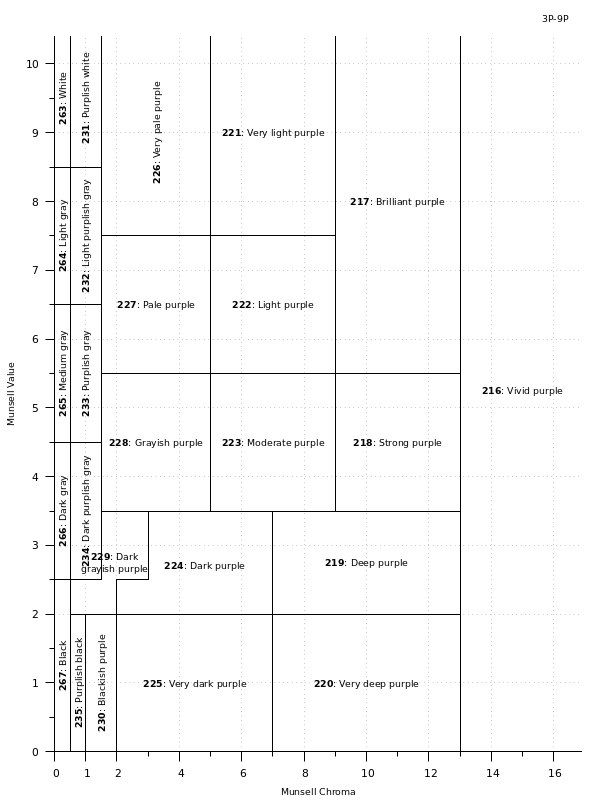 3P-9P
10
9
8
7
6
5
4
3
2
1
0
Munsell Value
263: White
231: Purplish white
226: Very pale purple
221: Very light purple
217: Brilliant purple
264: Light gray
232: Light purplish gray
227: Pale purple
222: Light purple
265: Medium gray
233: Purplish gray
216: Vivid purple
228: Grayish purple
223: Moderate purple
218: Strong purple
266: Dark gray
234: Dark purplish gray
229: Dark
grayish purple
224: Dark purple
219: Deep purple
267: Black
235: Purplish black
230: Blackish purple
225: Very dark purple
220: Very deep purple
0 1 2 4 6 8 10 12 14 16
Munsell Chroma